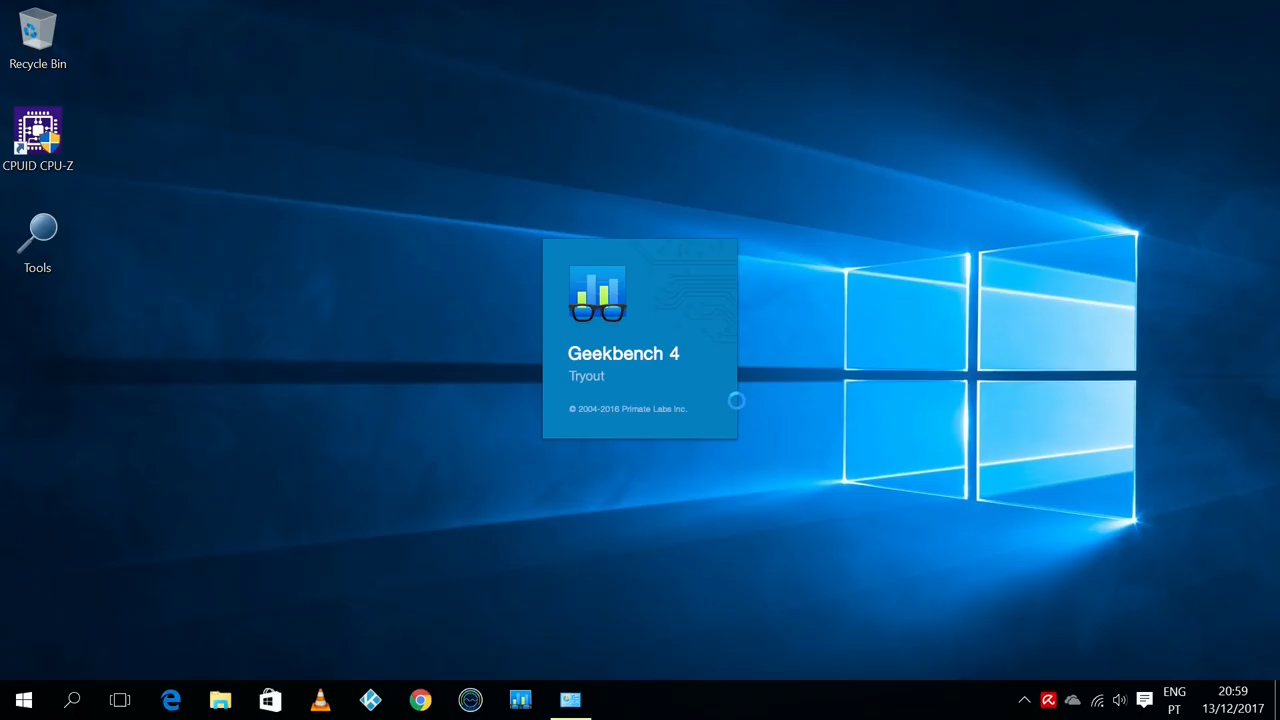 Recycle Bin
CPUID CPU-Z
Tools
Geekbench 4
Tryout
© 2004-2016 Primate Labs Inc.
ENG
PT
20:59
13/12/2017